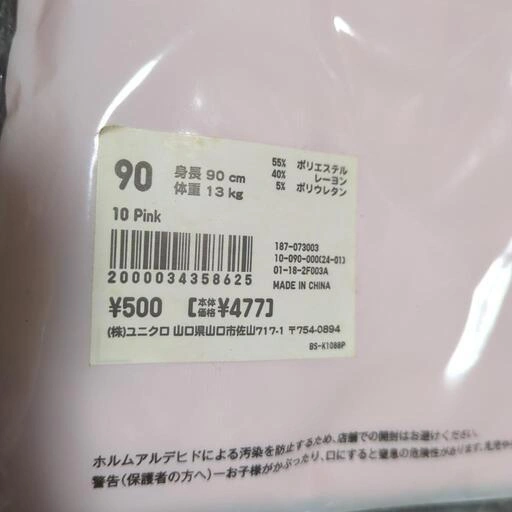 90 身長 90 cm 55% ポリエステル
体重 13 kg 40% レーヨン
5% ポリウレタン
10 Pink
187-073003
10-090-000(24-01)
01-18-2F003A
2000034358625 MADE IN CHINA
¥500 [本体価格¥477]
(株)ユニクロ 山口県山口市佐山717-1 〒754-0894
BS-K1088P
ホルムアルデヒドによる汚染を防止するため、店舗での開封はお避けください。
警告(保護者の方へ)ーお子様がかぶったり、口にすると窒息の危険性があります。